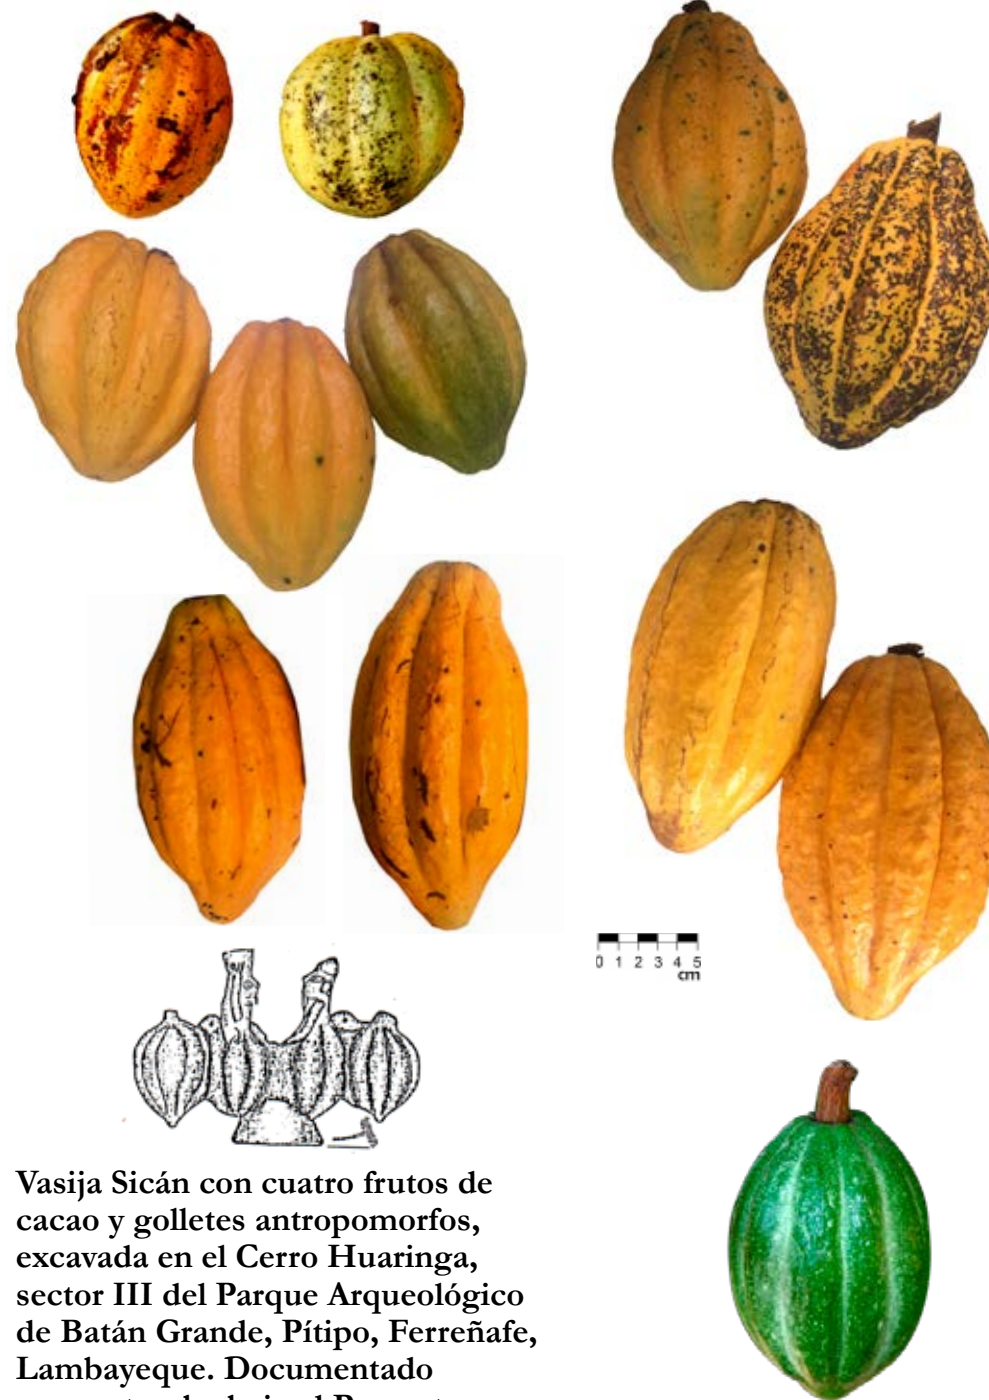 0 1 2 3 4 5
cm
Vasija Sicán con cuatro frutos de
cacao y golletes antropomorfos,
excavada en el Cerro Huaringa,
sector III del Parque Arqueológico
de Batán Grande, Pítipo, Ferreñafe,
Lambayeque. Documentado